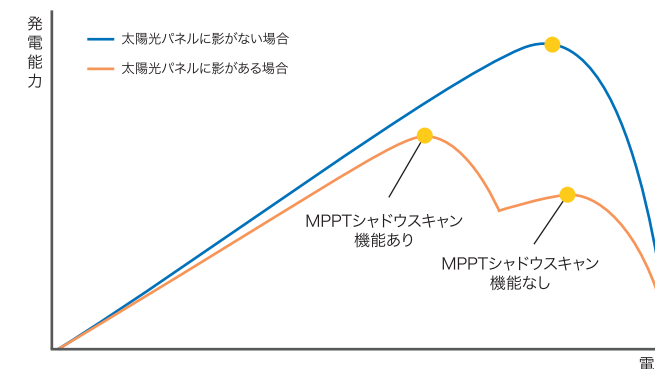 発電能力
太陽光パネルに影がない場合
太陽光パネルに影がある場合
MPPTシャドウスキャン
機能あり
MPPTシャドウスキャン
機能なし
電